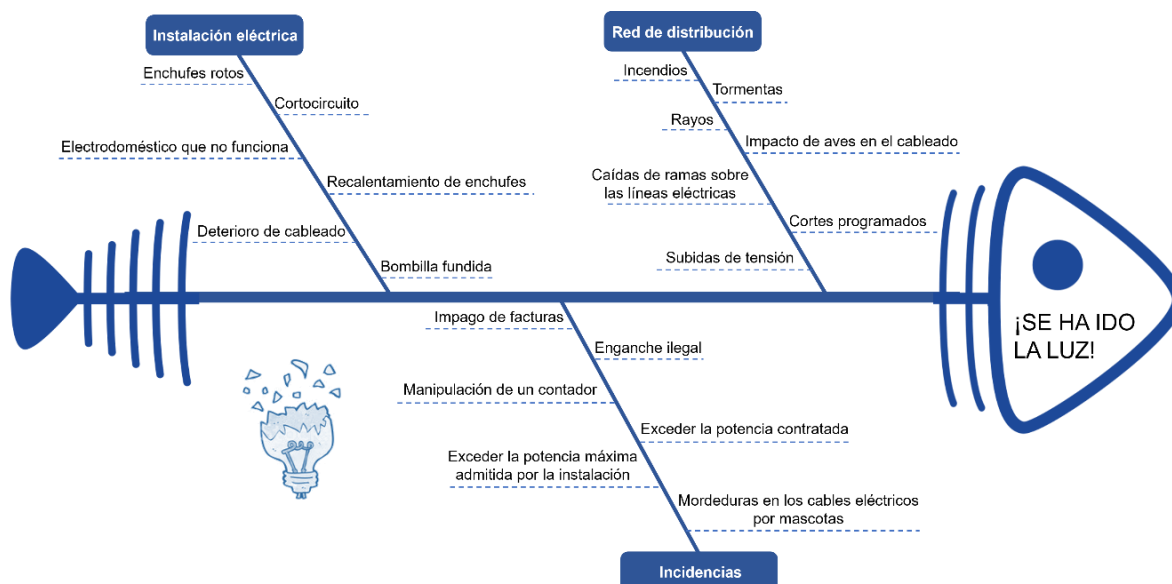 Instalación eléctrica
Enchufes rotos
Cortocircuito
Electrodoméstico que no funciona
Recalentamiento de enchufes
Deterioro de cableado
Bombilla fundida
Red de distribución
Incendios
Tormentas
Rayos
Impacto de aves en el cableado
Caídas de ramas sobre
las líneas eléctricas
Cortes programados
Subidas de tensión
¡SE HA IDO
LA LUZ!
Impago de facturas
Enganche ilegal
Manipulación de un contador
Exceder la potencia contratada
Exceder la potencia máxima
admitida por la instalación
Mordeduras en los cables eléctricos
por mascotas
Incidencias